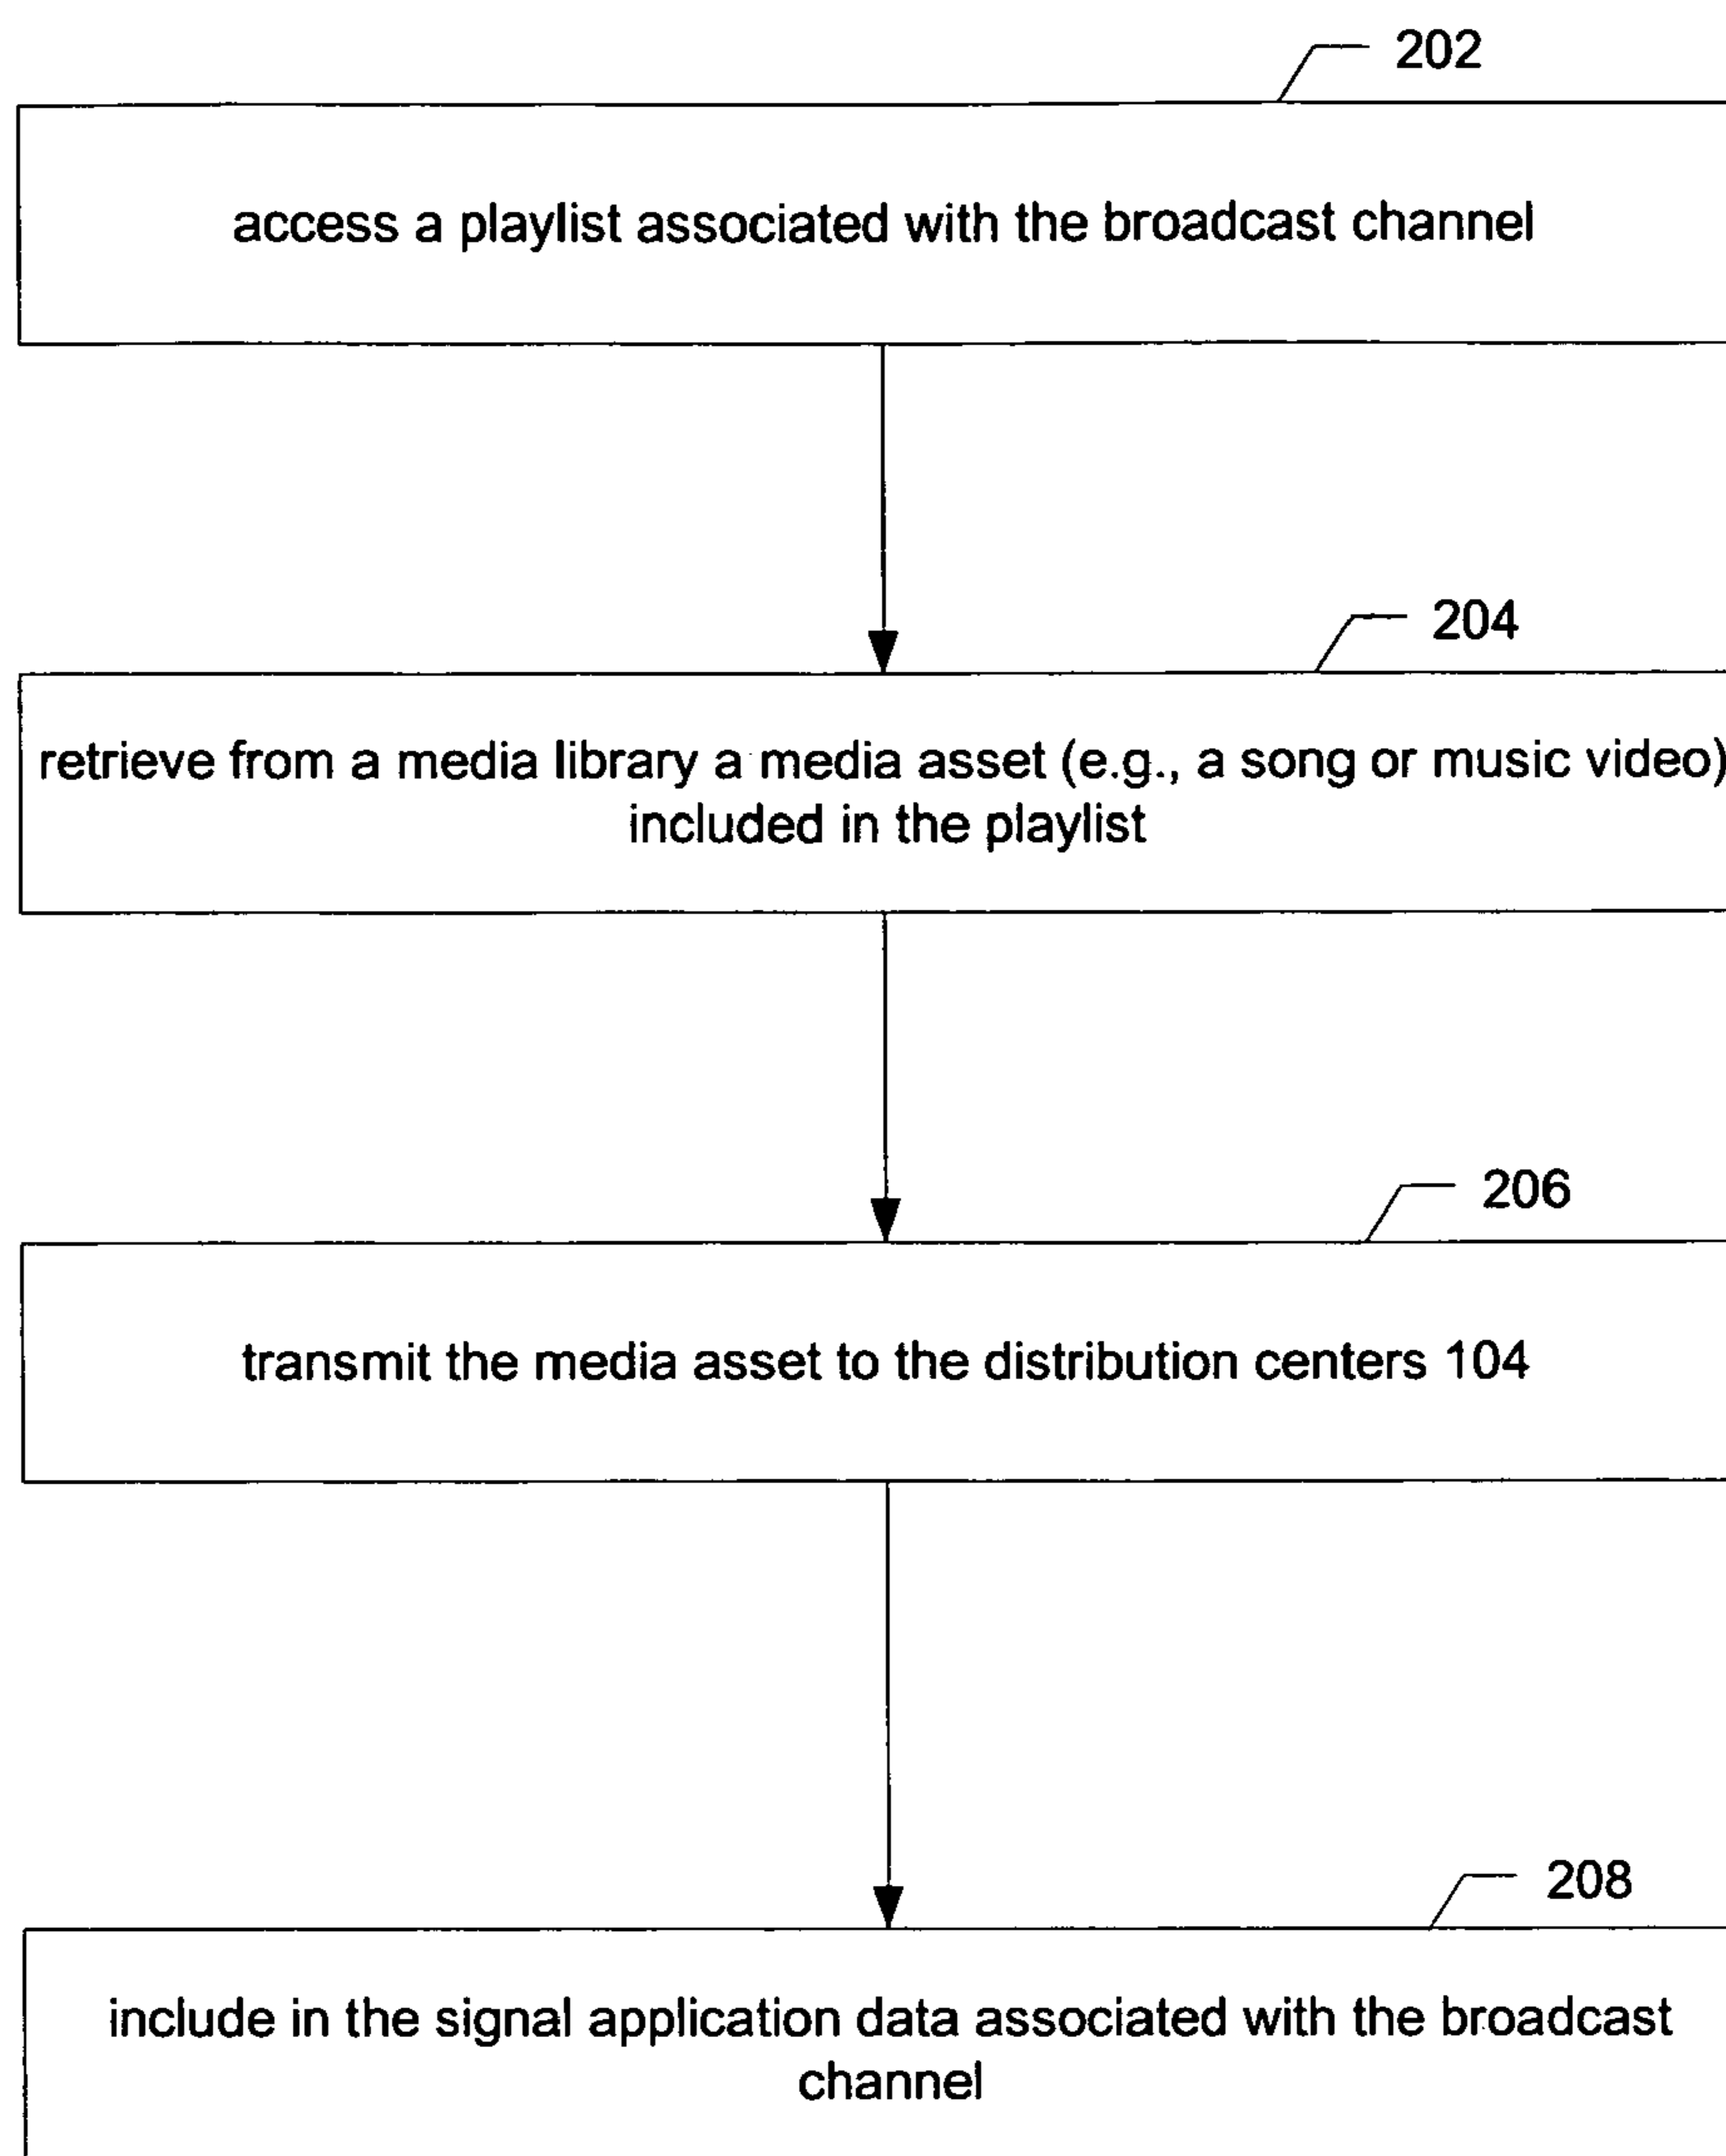 202
access a playlist associated with the broadcast channel
204
retrieve from a media library a media asset (e.g., a song or music video)
included in the playlist
206
transmit the media asset to the distribution centers 104
208
include in the signal application data associated with the broadcast
channel